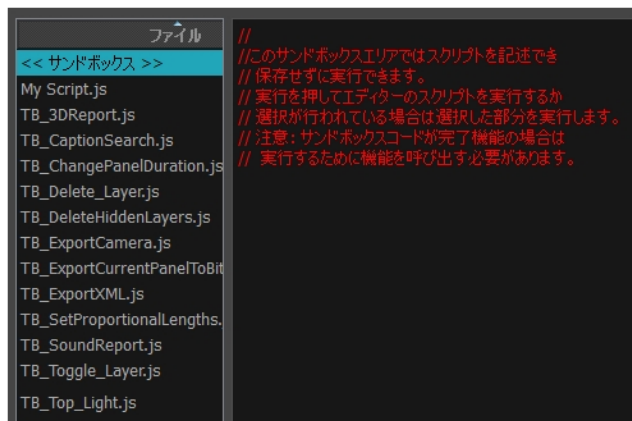 ファイル
<< サンドボックス >>
My Script.js
TB_3DReport.js
TB_CaptionSearch.js
TB_ChangePanelDuration.js
TB_Delete_Layer.js
TB_DeleteHiddenLayers.js
TB_ExportCamera.js
TB_ExportCurrentPanelToBit
TB_ExportXML.js
TB_SetProportionalLengths.
TB_SoundReport.js
TB_Toggle_Layer.js
TB_Top_Light.js
//
//このサンドボックスエリアではスクリプトを記述でき
// 保存せずに実行できます。
// 実行を押してエディターのスクリプトを実行するか
// 選択が行われている場合は選択した部分を実行します。
// 注意: サンドボックスコードが完了機能の場合は
//  実行するために機能を呼び出す必要があります。